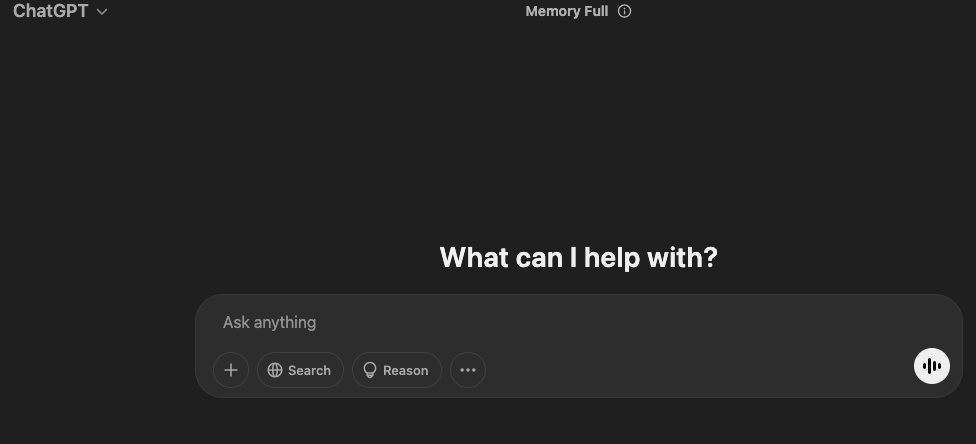 ChatGPT
Memory Full
What can I help with?
Ask anything
Search
Reason